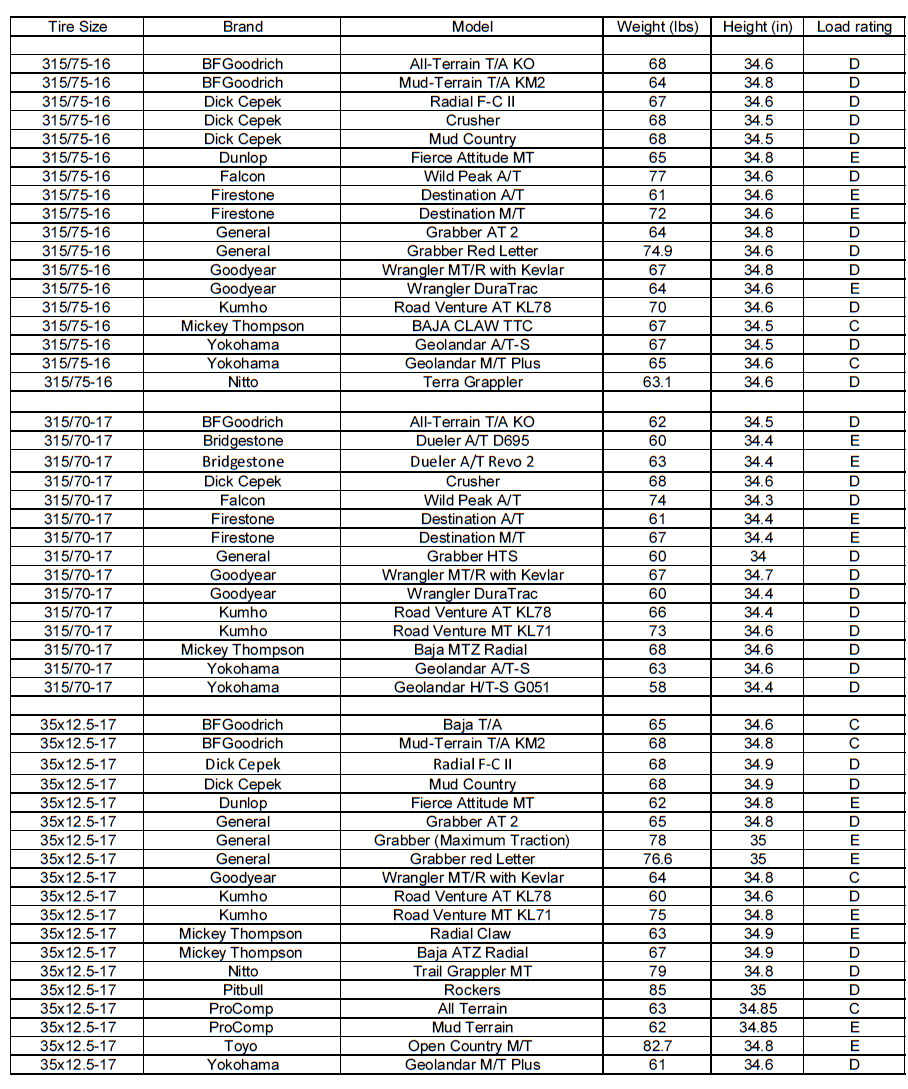 Tire Size Brand Model Weight (lbs) Height (in) Load rating
315/75-16 BFGoodrich All-Terrain T/A KO 68 34.6 D
315/75-16 BFGoodrich Mud-Terrain T/A KM2 64 34.8 D
315/75-16 Dick Cepek Radial F-C II 67 34.6 D
315/75-16 Dick Cepek Crusher 68 34.5 D
315/75-16 Dick Cepek Mud Country 68 34.5 D
315/75-16 Dunlop Fierce Attitude MT 65 34.8 E
315/75-16 Falcon Wild Peak A/T 77 34.6 D
315/75-16 Firestone Destination A/T 61 34.6 E
315/75-16 Firestone Destination M/T 72 34.6 E
315/75-16 General Grabber AT 2 64 34.8 D
315/75-16 General Grabber Red Letter 74.9 34.6 D
315/75-16 Goodyear Wrangler MT/R with Kevlar 67 34.8 D
315/75-16 Goodyear Wrangler DuraTrac 64 34.6 E
315/75-16 Kumho Road Venture AT KL78 70 34.6 D
315/75-16 Mickey Thompson BAJA CLAW TTC 67 34.5 C
315/75-16 Yokohama Geolandar A/T-S 67 34.5 D
315/75-16 Yokohama Geolandar M/T Plus 65 34.6 C
315/75-16 Nitto Terra Grappler 63.1 34.6 D
315/70-17 BFGoodrich All-Terrain T/A KO 62 34.5 D
315/70-17 Bridgestone Dueler A/T D695 60 34.4 E
315/70-17 Bridgestone Dueler A/T Revo 2 63 34.4 E
315/70-17 Dick Cepek Crusher 68 34.6 D
315/70-17 Falcon Wild Peak A/T 74 34.3 D
315/70-17 Firestone Destination A/T 61 34.4 E
315/70-17 Firestone Destination M/T 67 34.4 E
315/70-17 General Grabber HTS 60 34 D
315/70-17 Goodyear Wrangler MT/R with Kevlar 67 34.7 D
315/70-17 Goodyear Wrangler DuraTrac 60 34.4 D
315/70-17 Kumho Road Venture AT KL78 66 34.4 D
315/70-17 Kumho Road Venture MT KL71 73 34.6 D
315/70-17 Mickey Thompson Baja MTZ Radial 68 34.6 D
315/70-17 Yokohama Geolandar A/T-S 63 34.6 D
315/70-17 Yokohama Geolandar H/T-S G051 58 34.4 D
35x12.5-17 BFGoodrich Baja T/A 65 34.6 C
35x12.5-17 BFGoodrich Mud-Terrain T/A KM2 68 34.8 C
35x12.5-17 Dick Cepek Radial F-C II 68 34.9 D
35x12.5-17 Dick Cepek Mud Country 68 34.9 D
35x12.5-17 Dunlop Fierce Attitude MT 62 34.8 E
35x12.5-17 General Grabber AT 2 65 34.8 D
35x12.5-17 General Grabber (Maximum Traction) 78 35 E
35x12.5-17 General Grabber red Letter 76.6 35 E
35x12.5-17 Goodyear Wrangler MT/R with Kevlar 64 34.8 C
35x12.5-17 Kumho Road Venture AT KL78 60 34.6 D
35x12.5-17 Kumho Road Venture MT KL71 75 34.8 E
35x12.5-17 Mickey Thompson Radial Claw 63 34.9 E
35x12.5-17 Mickey Thompson Baja ATZ Radial 67 34.9 D
35x12.5-17 Nitto Trail Grappler MT 79 34.8 D
35x12.5-17 Pitbull Rockers 85 35 D
35x12.5-17 ProComp All Terrain 63 34.85 C
35x12.5-17 ProComp Mud Terrain 62 34.85 E
35x12.5-17 Toyo Open Country M/T 82.7 34.8 E
35x12.5-17 Yokohama Geolandar M/T Plus 61 34.6 D